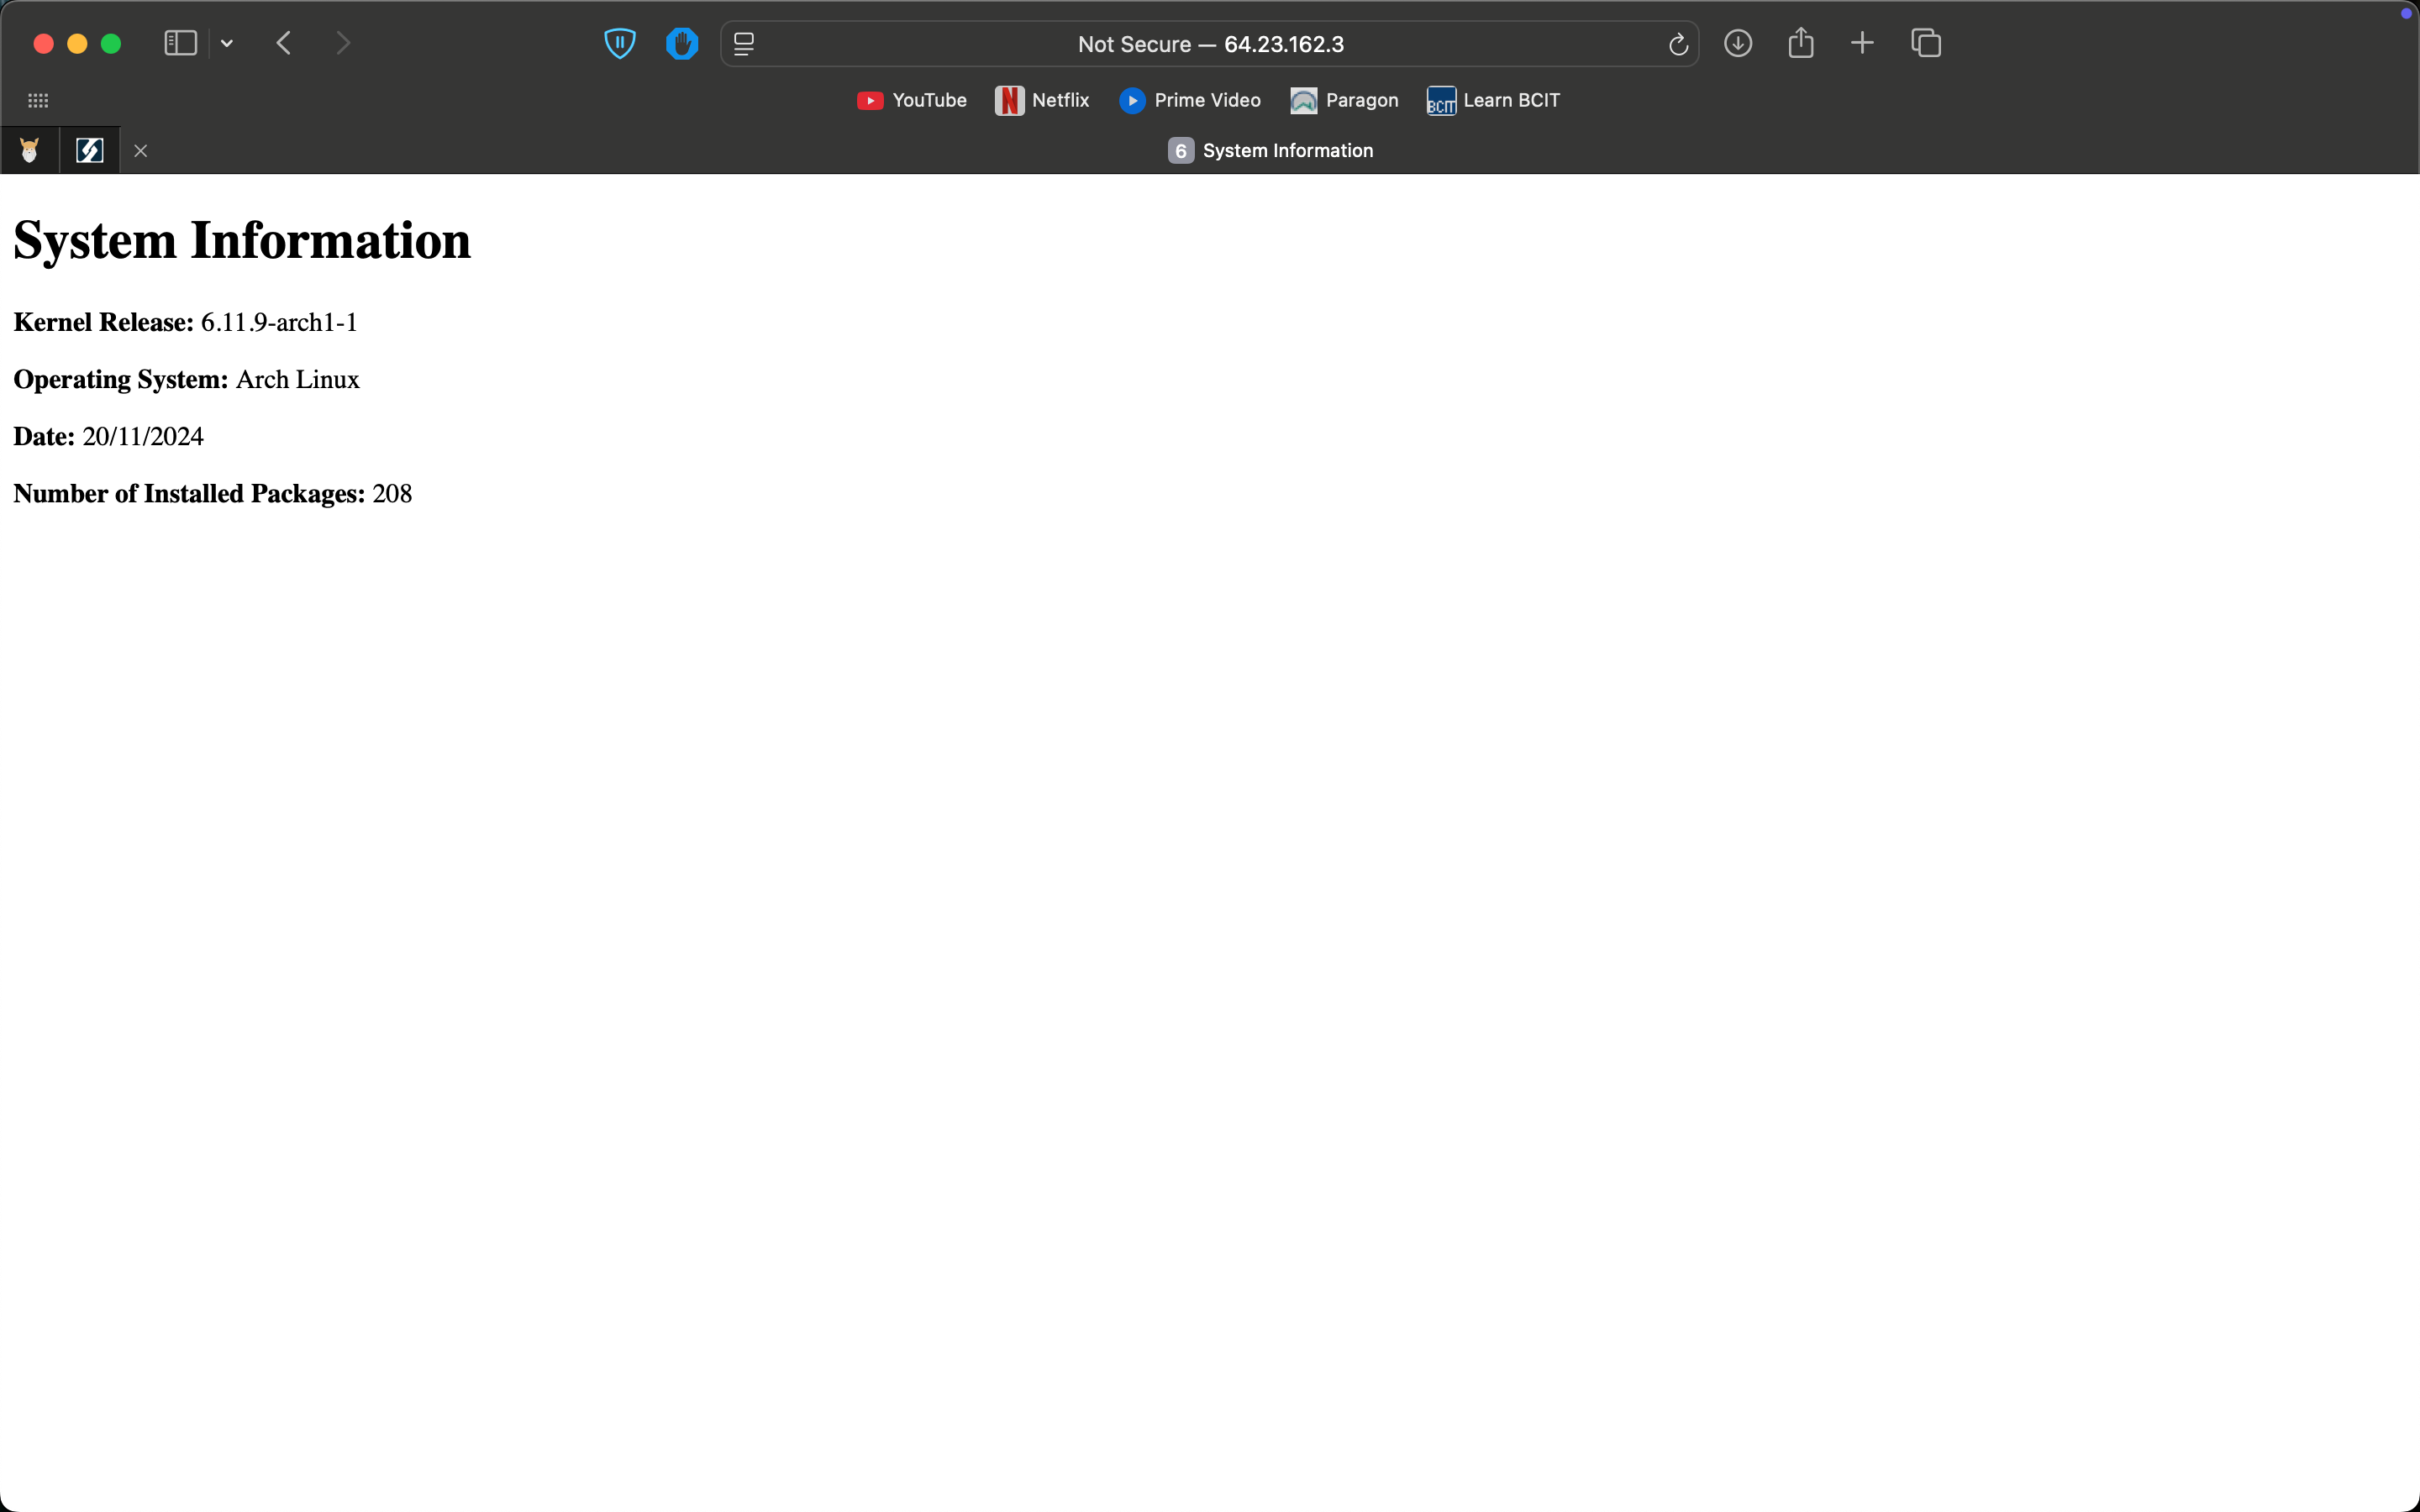 Not Secure — 64.23.162.3
YouTube Netflix Prime Video Paragon BCIT Learn BCIT
6 System Information
System Information
Kernel Release: 6.11.9-arch1-1
Operating System: Arch Linux
Date: 20/11/2024
Number of Installed Packages: 208